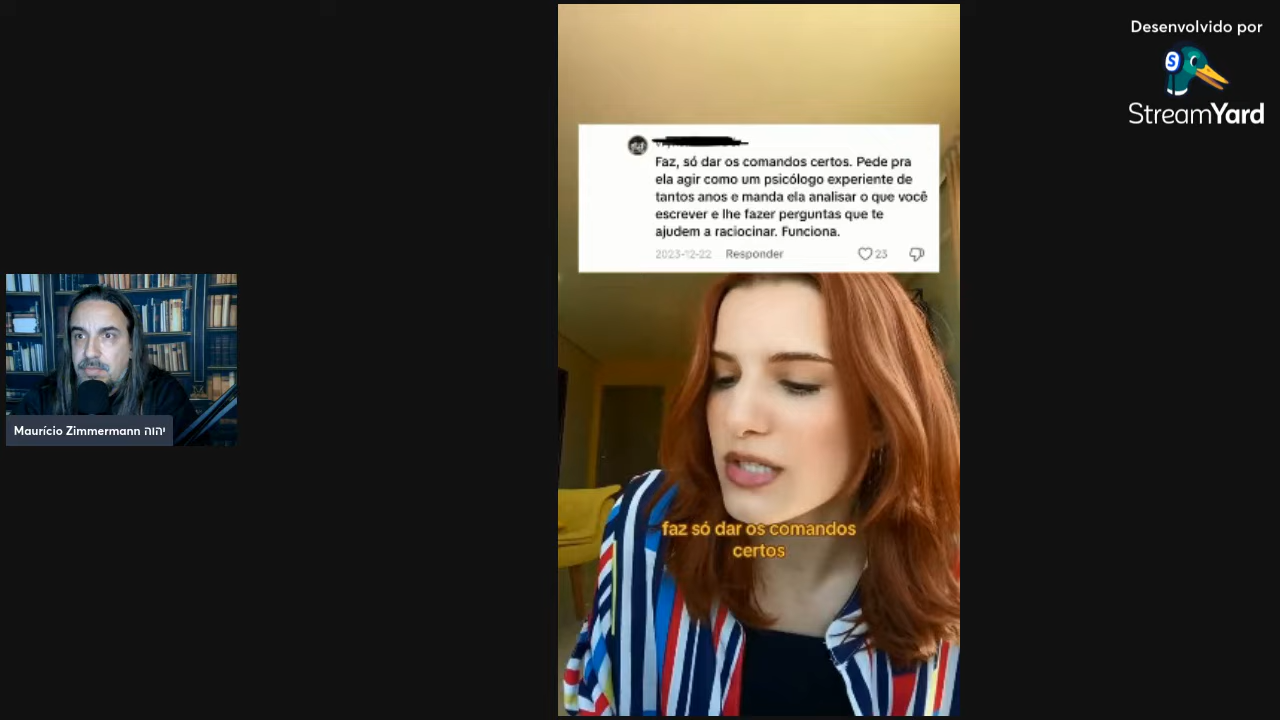 Desenvolvido por
StreamYard
Faz, só dar os comandos certos. Pede pra
ela agir como um psicólogo experiente de
tantos anos e manda ela analisar o que você
escrever e lhe fazer perguntas que te
ajudem a raciocinar. Funciona.
2023-12-22 Responder 23
Maurício Zimmermann יהוה
faz só dar os comandos
certos